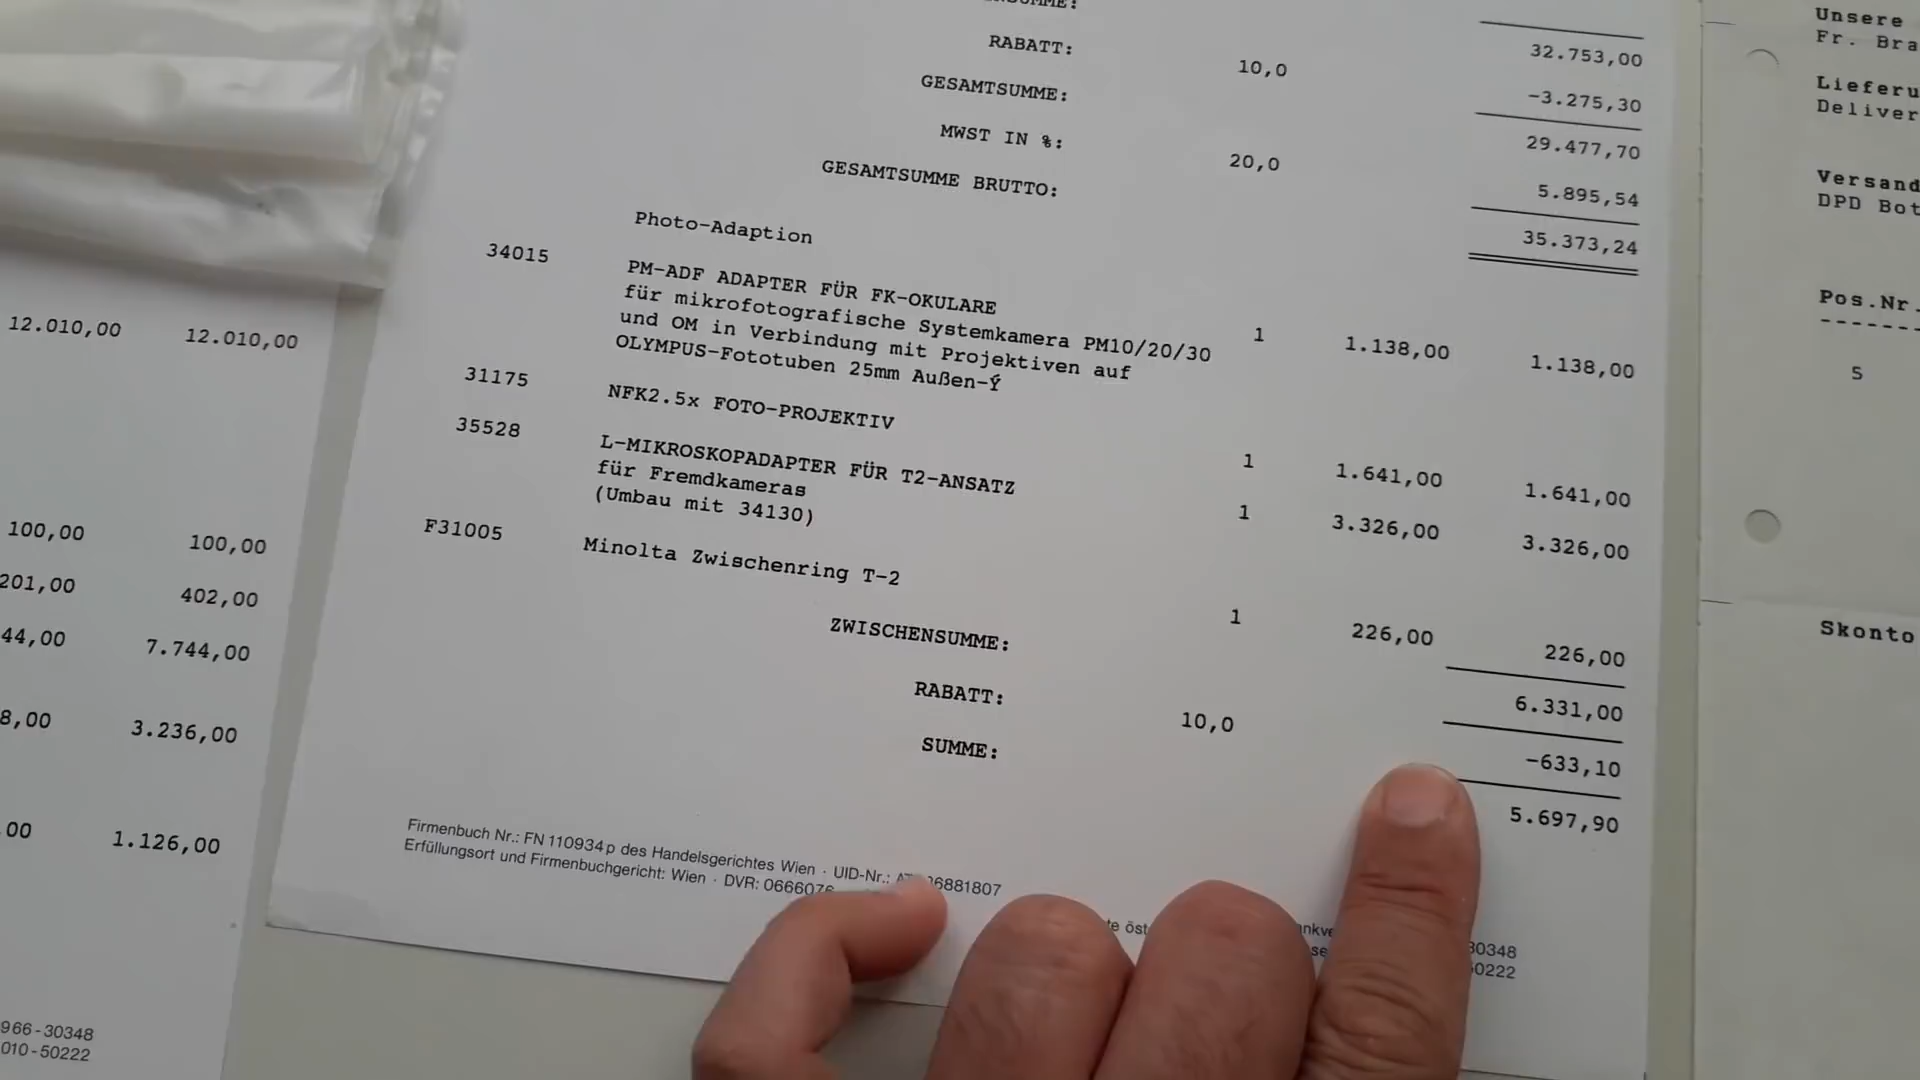 32.753,00
RABATT: 10,0 -3.275,30
GESAMTSUMME: 29.477,70
MWST IN %: 20,0 5.895,54
GESAMTSUMME BRUTTO: 35.373,24
Photo-Adaption
34015 PM-ADF ADAPTER FÜR FK-OKULARE 1 1.138,00 1.138,00
für mikrofotografische Systemkamera PM10/20/30
und OM in Verbindung mit Projektiven auf
OLYMPUS-Fototuben 25mm Außen-Ý
31175 NFK2.5x FOTO-PROJEKTIV 1 1.641,00 1.641,00
35528 L-MIKROSKOPADAPTER FÜR T2-ANSATZ 1 3.326,00 3.326,00
für Fremdkameras
(Umbau mit 34130)
F31005 Minolta Zwischenring T-2 1 226,00 226,00
ZWISCHENSUMME: 6.331,00
RABATT: 10,0 -633,10
SUMME: 5.697,90
Firmenbuch Nr.: FN 110934p des Handelsgerichtes Wien · UID-Nr.: 06881807
Erfüllungsort und Firmenbuchgericht: Wien · DVR: 0666076
30348
50222
12.010,00 12.010,00
100,00 100,00
201,00 402,00
44,00 7.744,00
8,00 3.236,00
,00 1.126,00
966-30348
010-50222
Unsere
Fr. Bra
Lieferu
Deliver
Versand
DPD Bot
Pos.Nr.
-------
5
Skonto